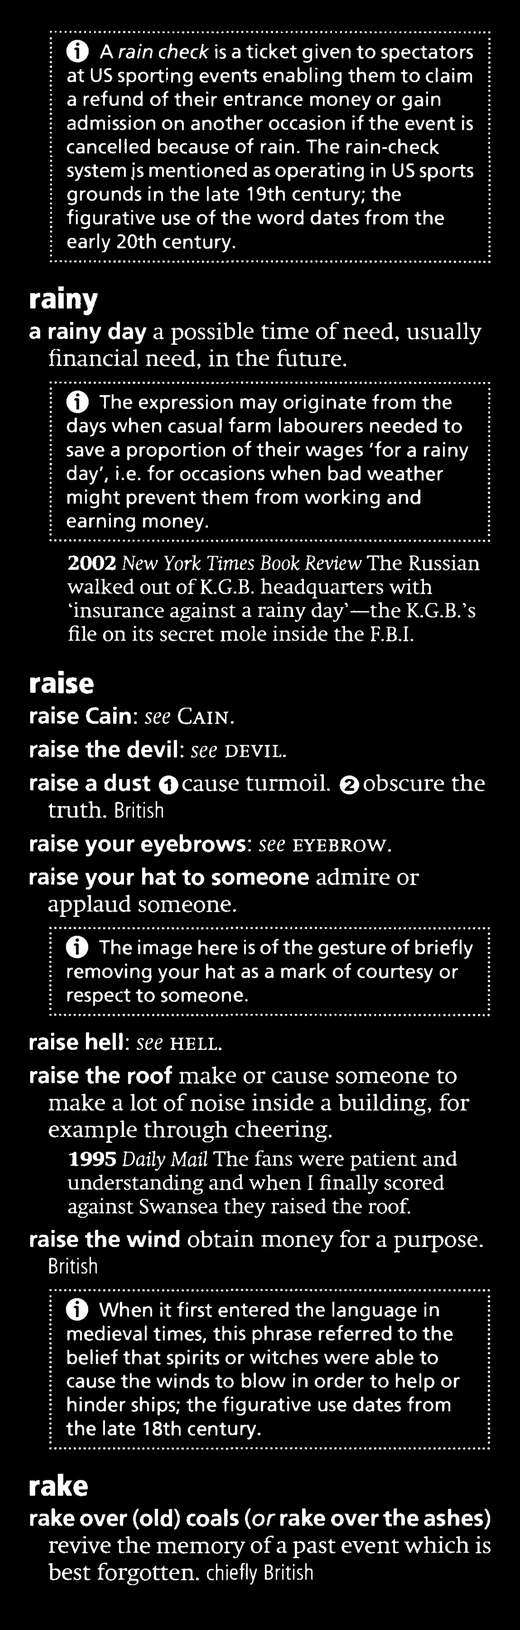 ℹ A rain check is a ticket given to spectators
at US sporting events enabling them to claim
a refund of their entrance money or gain
admission on another occasion if the event is
cancelled because of rain. The rain-check
system is mentioned as operating in US sports
grounds in the late 19th century; the
figurative use of the word dates from the
early 20th century.
rainy
a rainy day a possible time of need, usually
financial need, in the future.
ℹ The expression may originate from the
days when casual farm labourers needed to
save a proportion of their wages ‘for a rainy
day’, i.e. for occasions when bad weather
might prevent them from working and
earning money.
2002 New York Times Book Review The Russian
walked out of K.G.B. headquarters with
‘insurance against a rainy day’—the K.G.B.’s
file on its secret mole inside the F.B.I.
raise
raise Cain: see CAIN.
raise the devil: see DEVIL.
raise a dust ❶ cause turmoil. ❷ obscure the
truth. British
raise your eyebrows: see EYEBROW.
raise your hat to someone admire or
applaud someone.
ℹ The image here is of the gesture of briefly
removing your hat as a mark of courtesy or
respect to someone.
raise hell: see HELL.
raise the roof make or cause someone to
make a lot of noise inside a building, for
example through cheering.
1995 Daily Mail The fans were patient and
understanding and when I finally scored
against Swansea they raised the roof.
raise the wind obtain money for a purpose.
British
ℹ When it first entered the language in
medieval times, this phrase referred to the
belief that spirits or witches were able to
cause the winds to blow in order to help or
hinder ships; the figurative use dates from
the late 18th century.
rake
rake over (old) coals (or rake over the ashes)
revive the memory of a past event which is
best forgotten. chiefly British